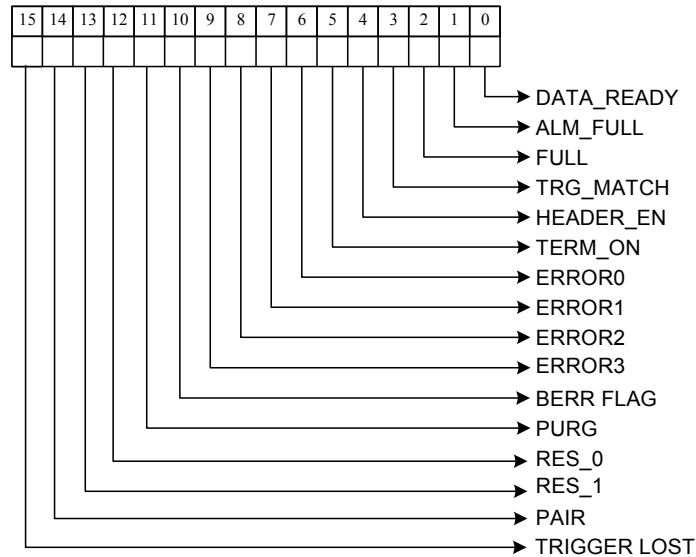 15 14 13 12 11 10 9 8 7 6 5 4 3 2 1 0
DATA_READY
ALM_FULL
FULL
TRG_MATCH
HEADER_EN
TERM_ON
ERROR0
ERROR1
ERROR2
ERROR3
BERR FLAG
PURG
RES_0
RES_1
PAIR
TRIGGER LOST